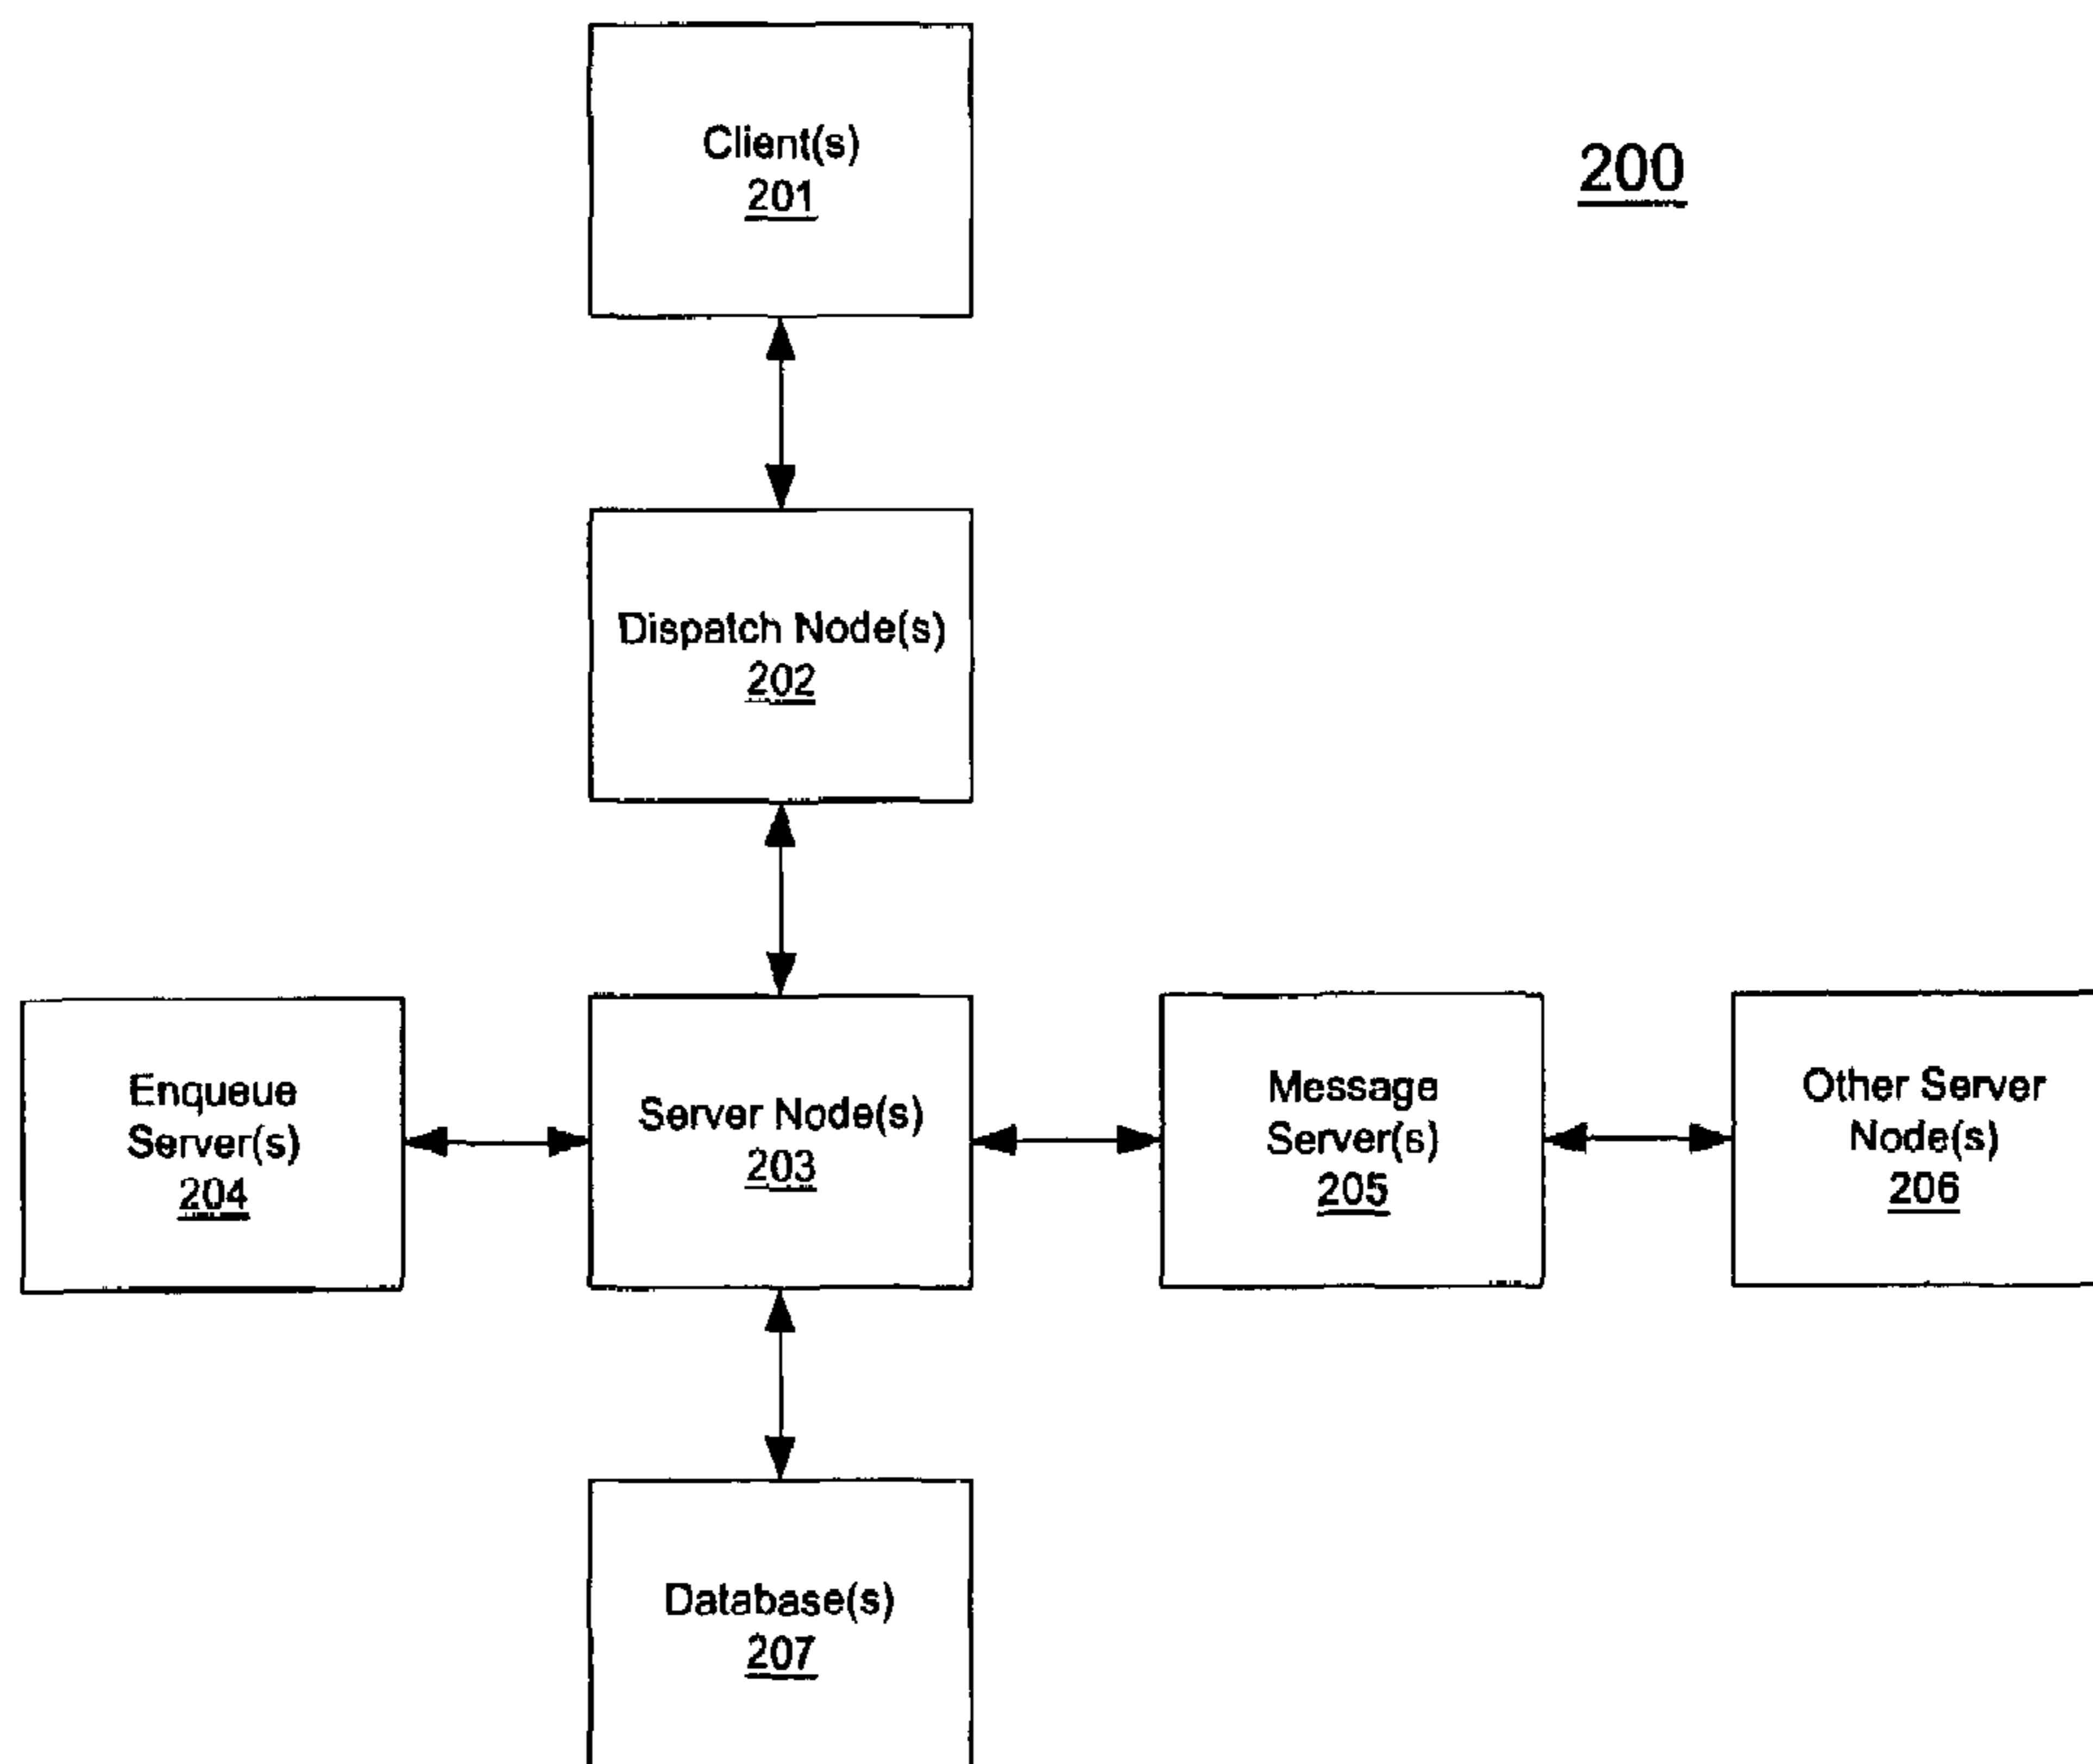 Client(s)
201
200
Dispatch Node(s)
202
Enqueue
Server(s)
204
Server Node(s)
203
Message
Server(s)
205
Other Server
Node(s)
206
Database(s)
207